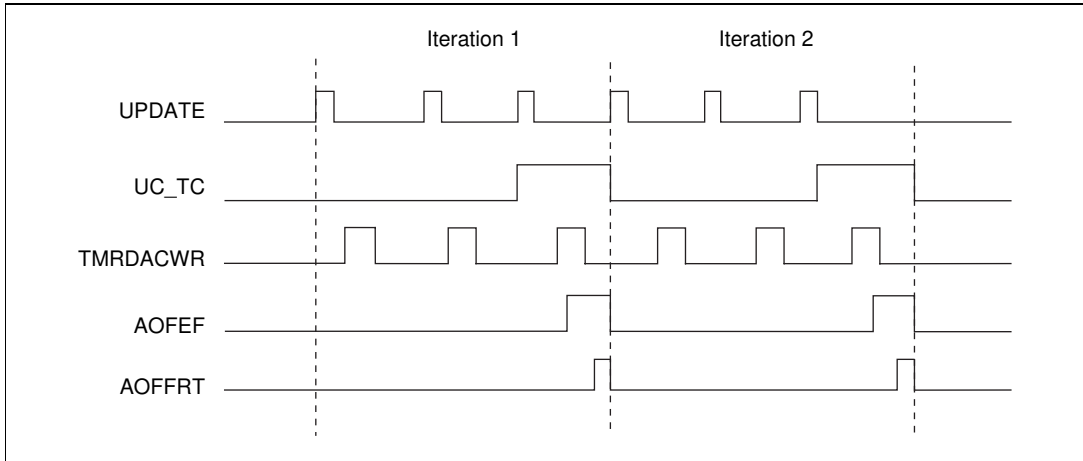 Iteration 1 Iteration 2
UPDATE
UC_TC
TMRDACWR
AOFEF
AOFFRT